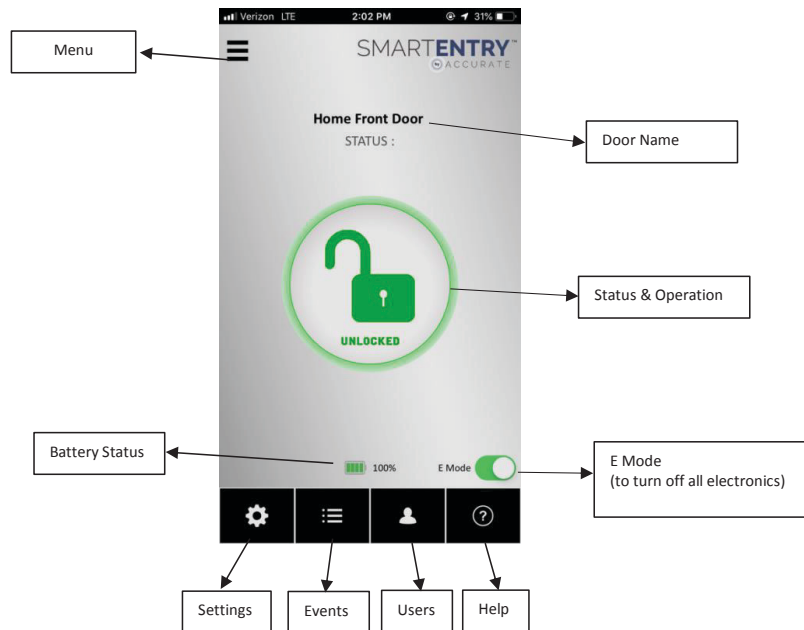 Verizon LTE 2:02 PM 31%
Menu
SMARTENTRY™
by ACCURATE
Home Front Door
STATUS :
Door Name
UNLOCKED
Status & Operation
Battery Status
100%
E Mode
E Mode
(to turn off all electronics)
?
Settings
Events
Users
Help